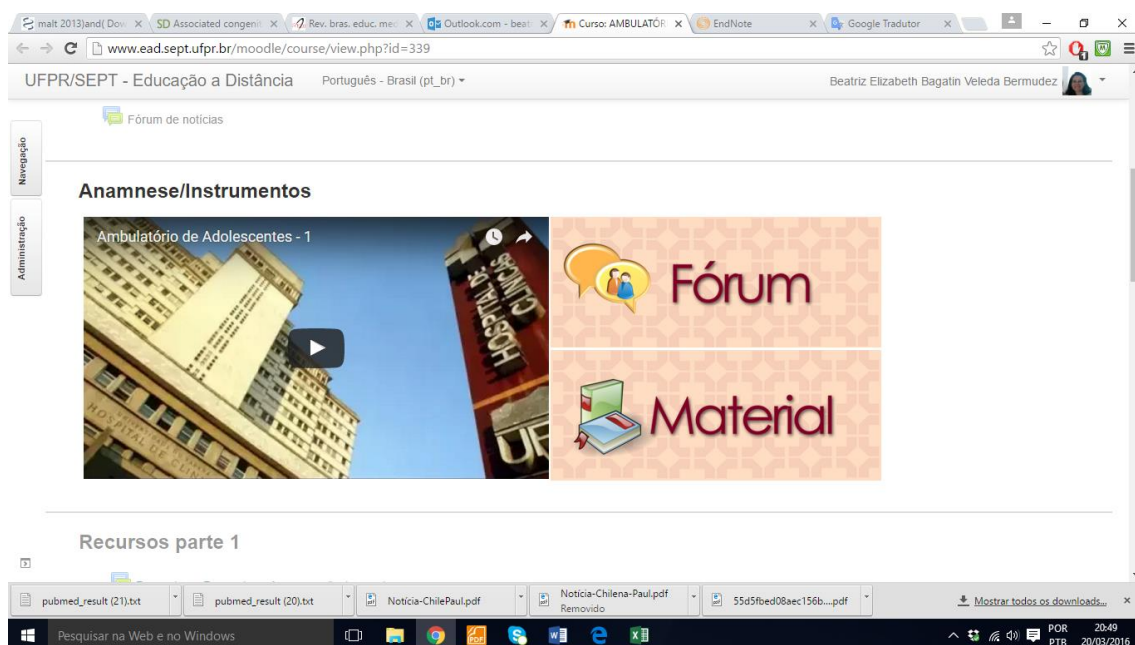 malt 2013)and( Dow
SD Associated congeni
Rev. bras. educ. med
Outlook.com - beat
Curso: AMBULATÓR
EndNote
Google Tradutor
www.ead.sept.ufpr.br/moodle/course/view.php?id=339
UFPR/SEPT - Educação a Distância
Português - Brasil (pt_br)
Beatriz Elizabeth Bagatin Veleda Bermudez
Fórum de notícias
Navegação
Administração
Anamnese/Instrumentos
Ambulatório de Adolescentes - 1
HOSPITAL DE
CLÍNICAS
HOSPITAL DE CLÍNICAS
Fórum
Material
Recursos parte 1
pubmed_result (21).txt
pubmed_result (20).txt
Notícia-ChilePaul.pdf
Notícia-Chilena-Paul.pdf
Removido
55d5fbed08aec156b....pdf
Mostrar todos os downloads...
Pesquisar na Web e no Windows
POR
PTB
20:49
20/03/2016